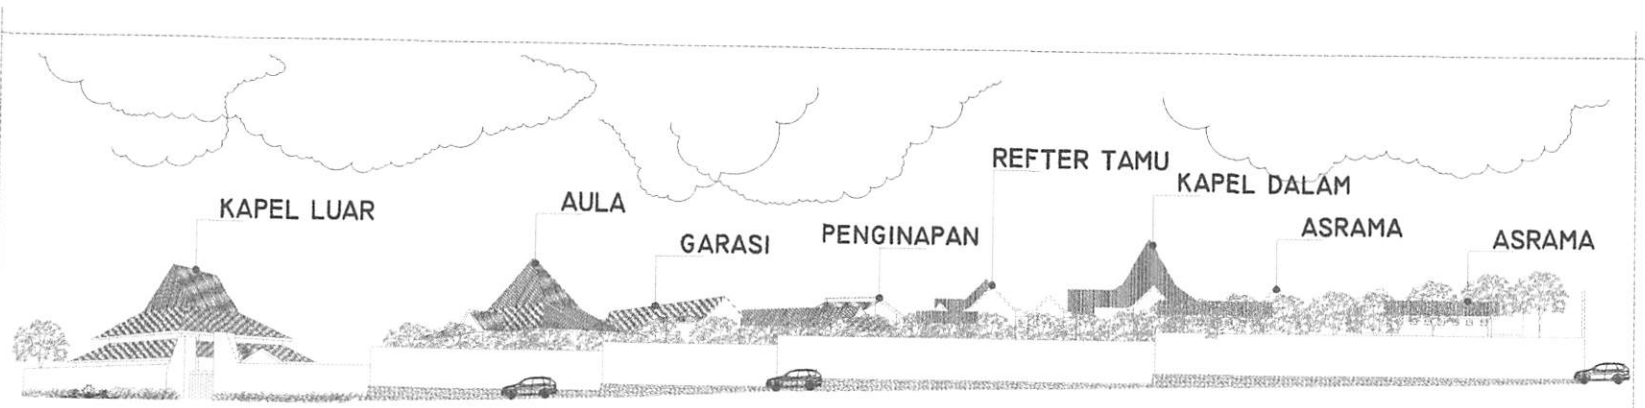 KAPEL LUAR
AULA
GARASI
PENGINAPAN
REFTER TAMU
KAPEL DALAM
ASRAMA
ASRAMA